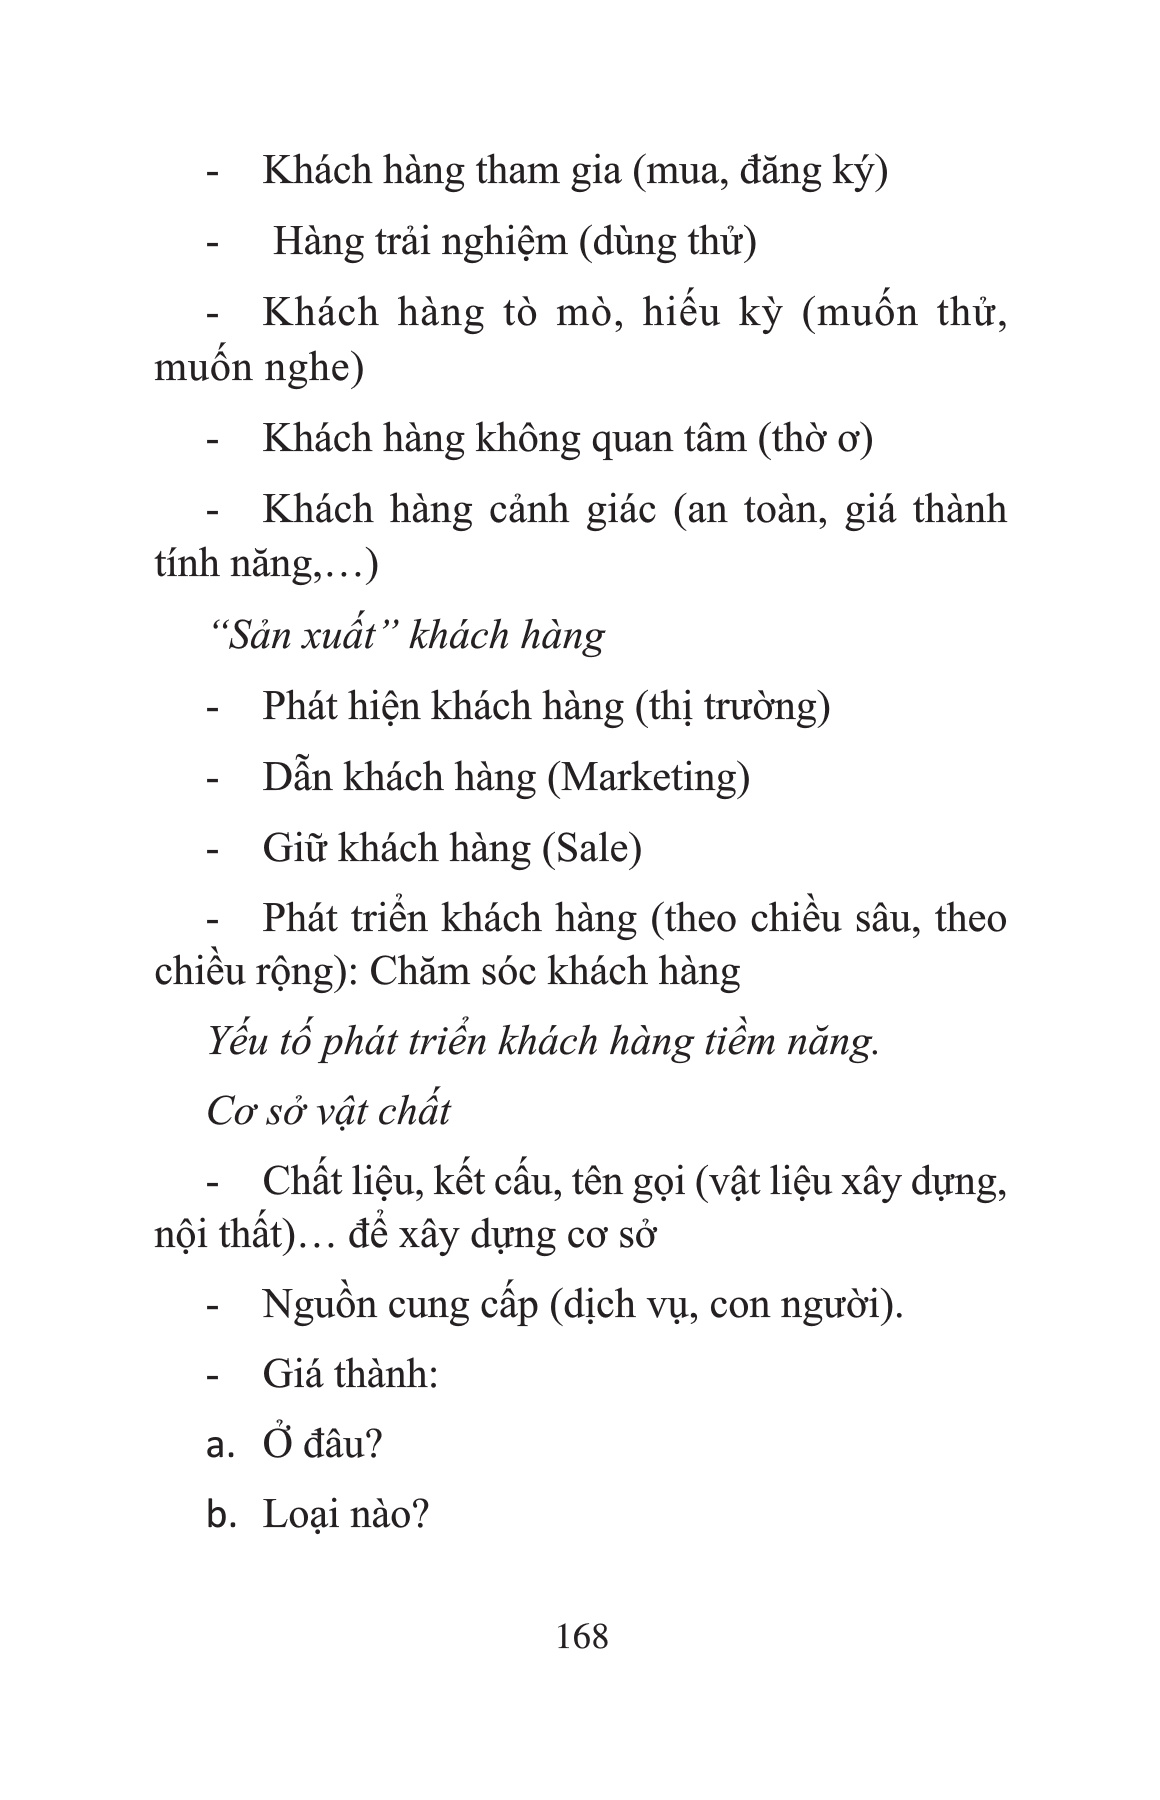 - Khách hàng tham gia (mua, đăng ký)
- Hàng trải nghiệm (dùng thử)
- Khách hàng tò mò, hiếu kỳ (muốn thử,
muốn nghe)
- Khách hàng không quan tâm (thờ ơ)
- Khách hàng cảnh giác (an toàn, giá thành
tính năng,…)
“Sản xuất” khách hàng
- Phát hiện khách hàng (thị trường)
- Dẫn khách hàng (Marketing)
- Giữ khách hàng (Sale)
- Phát triển khách hàng (theo chiều sâu, theo
chiều rộng): Chăm sóc khách hàng
Yếu tố phát triển khách hàng tiềm năng.
Cơ sở vật chất
- Chất liệu, kết cấu, tên gọi (vật liệu xây dựng,
nội thất)… để xây dựng cơ sở
- Nguồn cung cấp (dịch vụ, con người).
- Giá thành:
a. Ở đâu?
b. Loại nào?
168